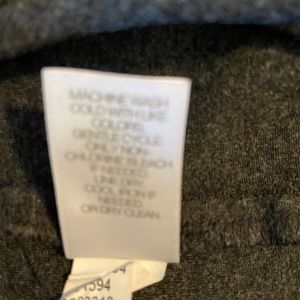 MACHINE WASH
COLD WITH LIKE
COLORS,
GENTLE CYCLE.
ONLY NON-
CHLORINE BLEACH
IF NEEDED.
LINE DRY.
COOL IRON IF
NEEDED
OR DRY CLEAN.
1594